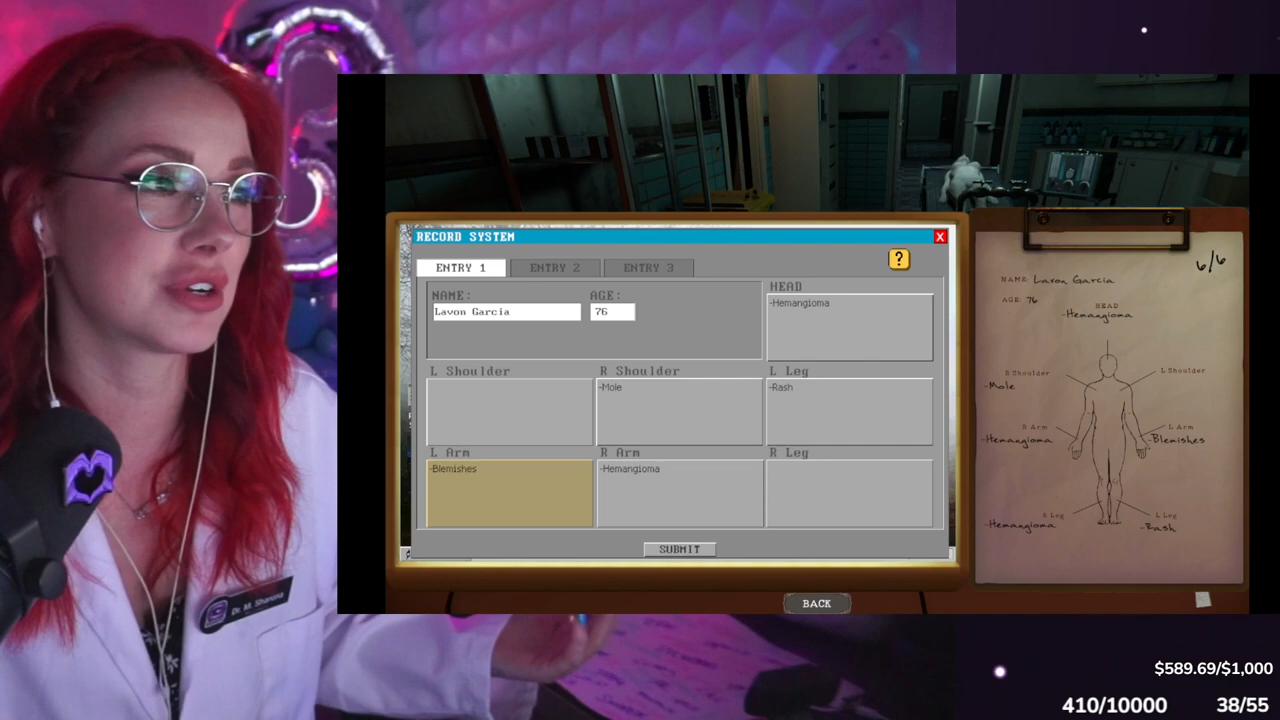 RECORD SYSTEM
X
ENTRY 1
ENTRY 2
ENTRY 3
?
NAME:
AGE:
Lavon Garcia
76
HEAD
-Hemangioma
L Shoulder
R Shoulder
-Mole
L Leg
-Rash
L Arm
-Blemishes
R Arm
-Hemangioma
R Leg
SUBMIT
BACK
6/6
NAME: Lavon Garcia
AGE: 76
HEAD
-Hemangioma
R Shoulder
-Mole
L Shoulder
R Arm
-Hemangioma
L Arm
-Blemishes
R Leg
-Hemangioma
L Leg
-Rash
Dr. M. Shanina
$589.69/$1,000
410/10000
38/55